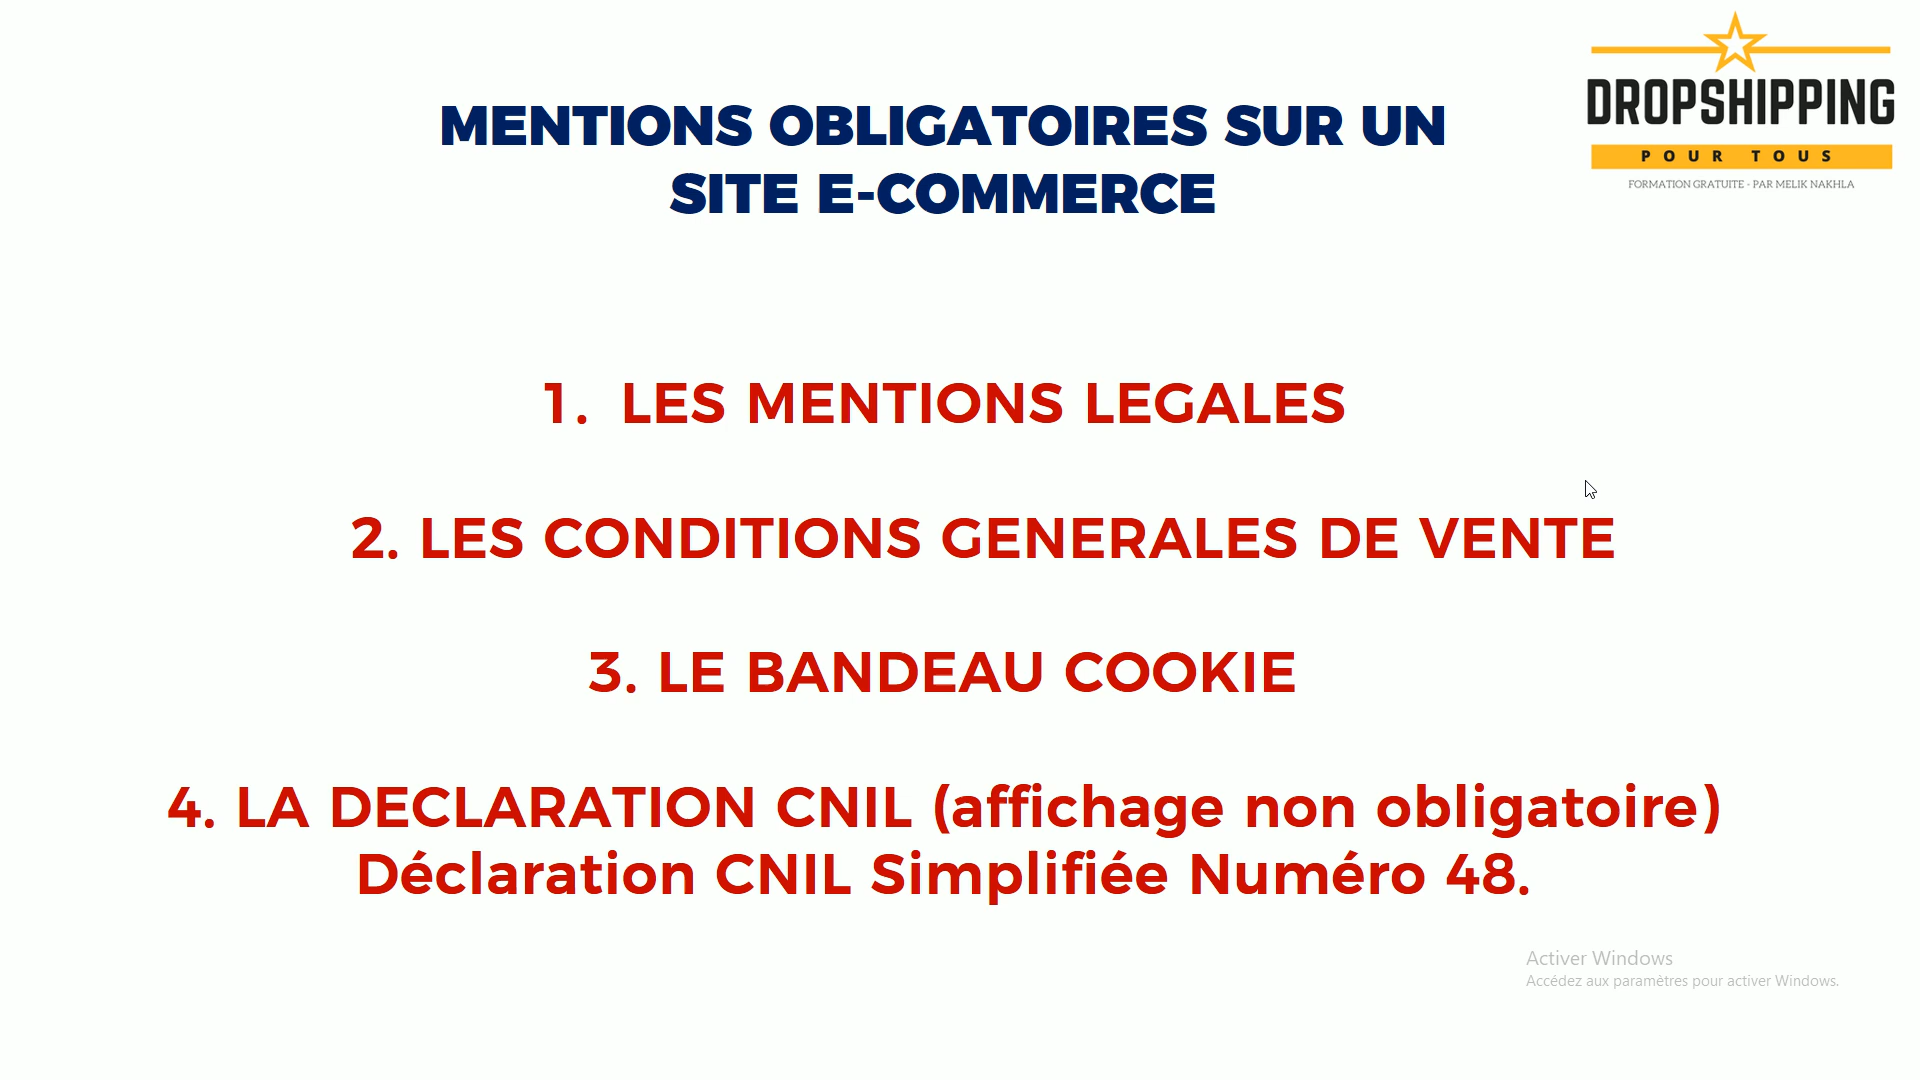 MENTIONS OBLIGATOIRES SUR UN
SITE E-COMMERCE
DROPSHIPPING
POUR TOUS
FORMATION GRATUITE - PAR MELIK NAKHLA
1. LES MENTIONS LEGALES
2. LES CONDITIONS GENERALES DE VENTE
3. LE BANDEAU COOKIE
4. LA DECLARATION CNIL (affichage non obligatoire)
Déclaration CNIL Simplifiée Numéro 48.
Activer Windows
Accédez aux paramètres pour activer Windows.